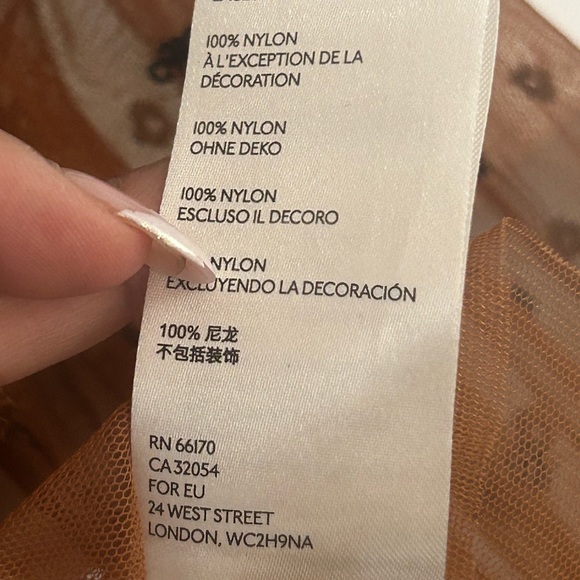 100% NYLON
À L'EXCEPTION DE LA
DÉCORATION
100% NYLON
OHNE DEKO
100% NYLON
ESCLUSO IL DECORO
NYLON
EXCLUYENDO LA DECORACIÓN
100% 尼龙
不包括装饰
RN 66170
CA 32054
FOR EU
24 WEST STREET
LONDON, WC2H9NA